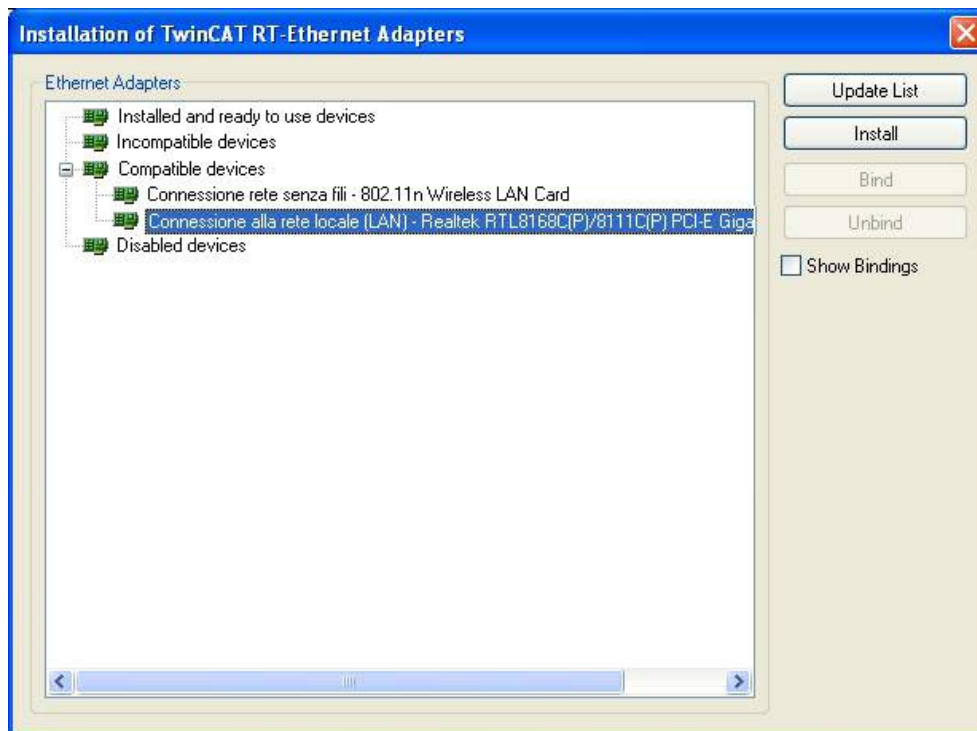 Installation of TwinCAT RT-Ethernet Adapters
Ethernet Adapters
Installed and ready to use devices
Incompatible devices
Compatible devices
Connessione rete senza fili - 802.11n Wireless LAN Card
Connessione alla rete locale (LAN) - Realtek RTL8168C(P)/8111C(P) PCI-E Giga
Disabled devices
Update List
Install
Bind
Unbind
Show Bindings